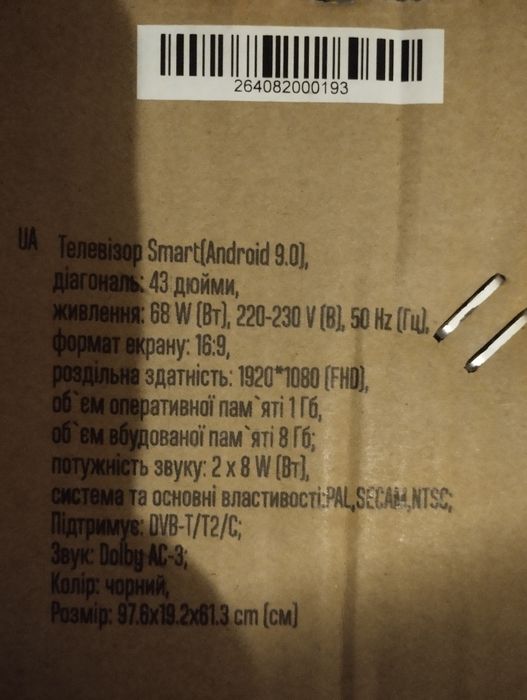 264082000193
UA Телевізор Smart(Android 9.0),
діагональ: 43 дюйми,
живлення: 68 W (Вт), 220-230 V (В), 50 Hz (Гц),
формат екрану: 16:9,
роздільна здатність: 1920*1080 (FHD),
об`єм оперативної пам`яті 1 Гб,
об`єм вбудованої пам`яті 8 Гб;
потужність звуку: 2 x 8 W (Вт),
система та основні властивості:PAL,SECAM,NTSC;
Підтримує: DVB-T/T2/C;
Звук: Dolby AC-3;
Колір: чорний,
Розмір: 97.6x19.2x61.3 cm (см)